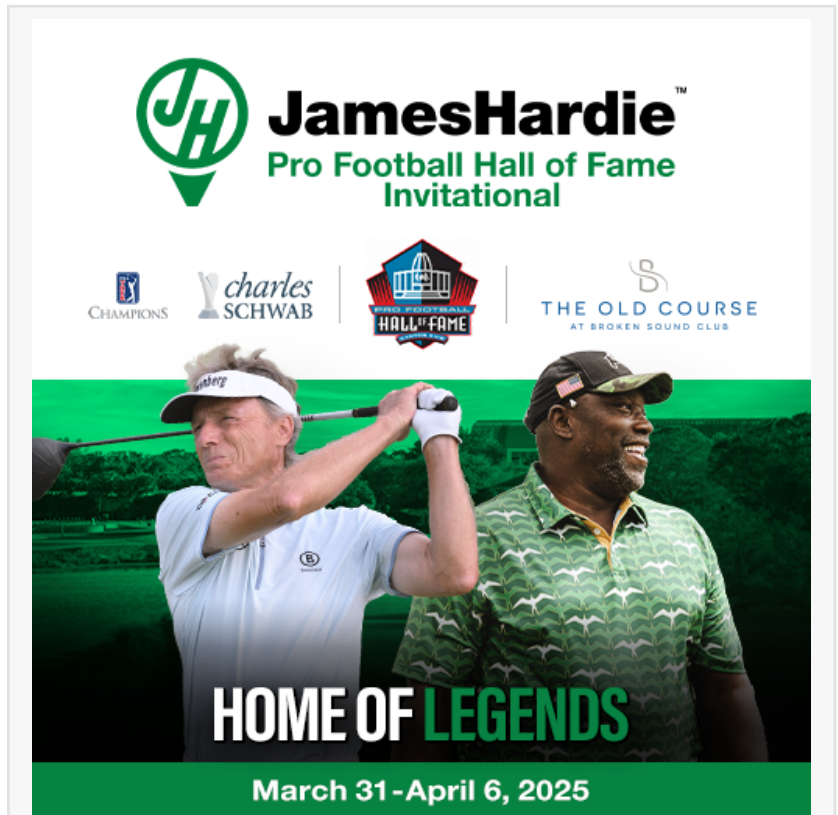 JH
JamesHardie™
Pro Football Hall of Fame
Invitational
CHAMPIONS
charles
SCHWAB
PRO FOOTBALL
HALL OF FAME
THE OLD COURSE
AT BROKEN SOUND CLUB
B
HOME OF LEGENDS
March 31-April 6, 2025